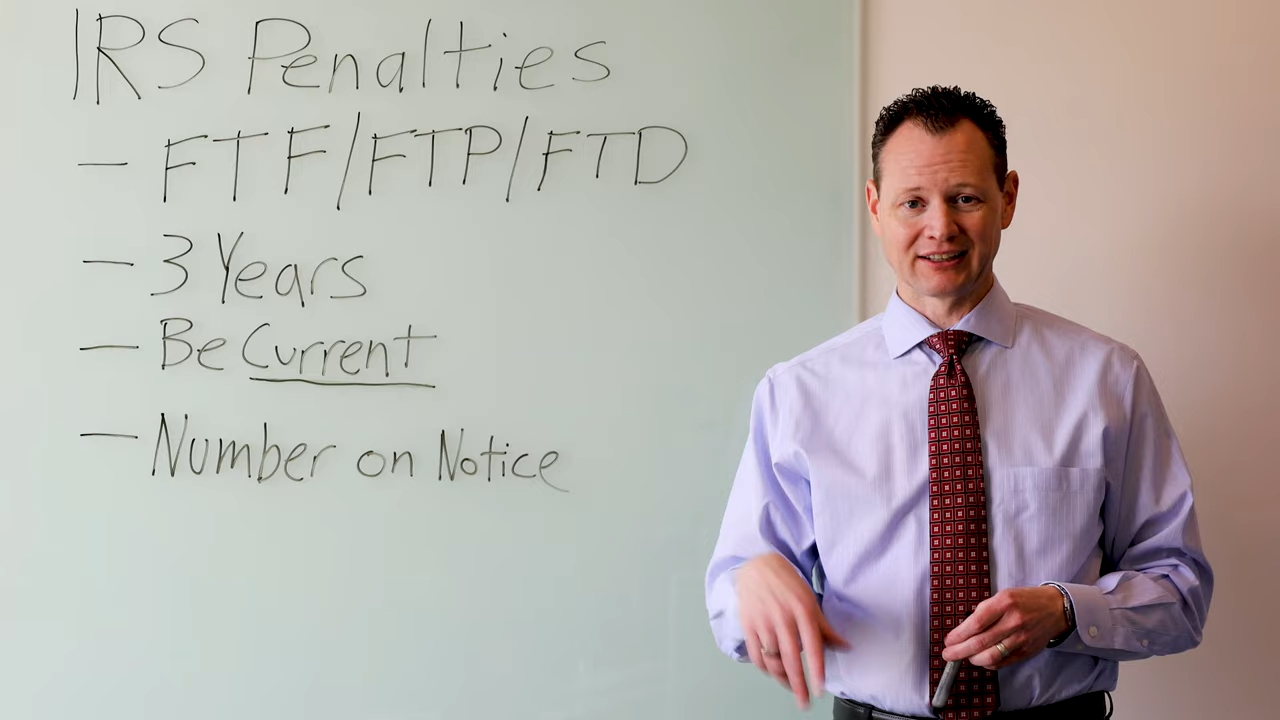 IRS Penalties
- FTF/FTP/FTD
- 3 Years
- Be Current
- Number on Notice